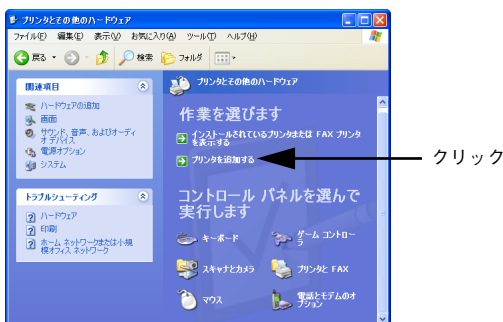 プリンタとその他のハードウェア
ファイル(F) 編集(E) 表示(V) お気に入り(A) ツール(T) ヘルプ(H)
戻る 検索 フォルダ
関連項目
ハードウェアの追加
画面
サウンド、音声、およびオーディ
オ デバイス
電源オプション
システム
トラブルシューティング
ハードウェア
印刷
ホーム ネットワークまたは小規
模オフィス ネットワーク
プリンタとその他のハードウェア
作業を選びます
インストールされているプリンタまたは FAX プリンタ
を表示する
プリンタを追加する
クリック
コントロール パネルを選んで
実行します
キーボード
ゲーム コントロー
ラ
スキャナとカメラ
プリンタと FAX
マウス
電話とモデムのオ
プション